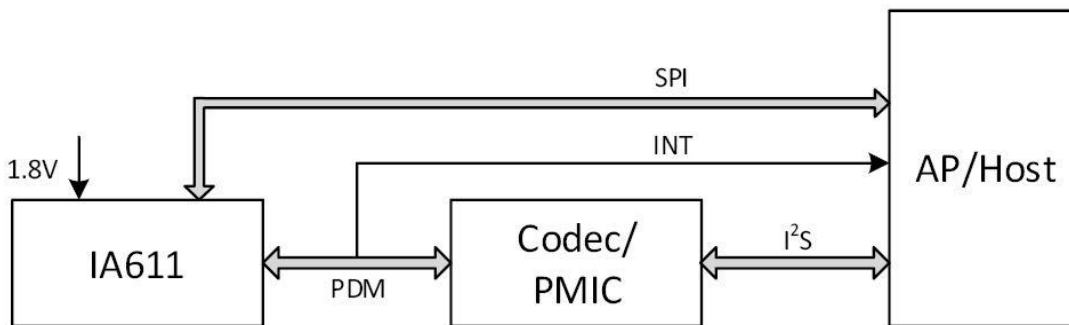 SPI
1.8V
INT
AP/Host
IA611
PDM
Codec/
PMIC
I²S